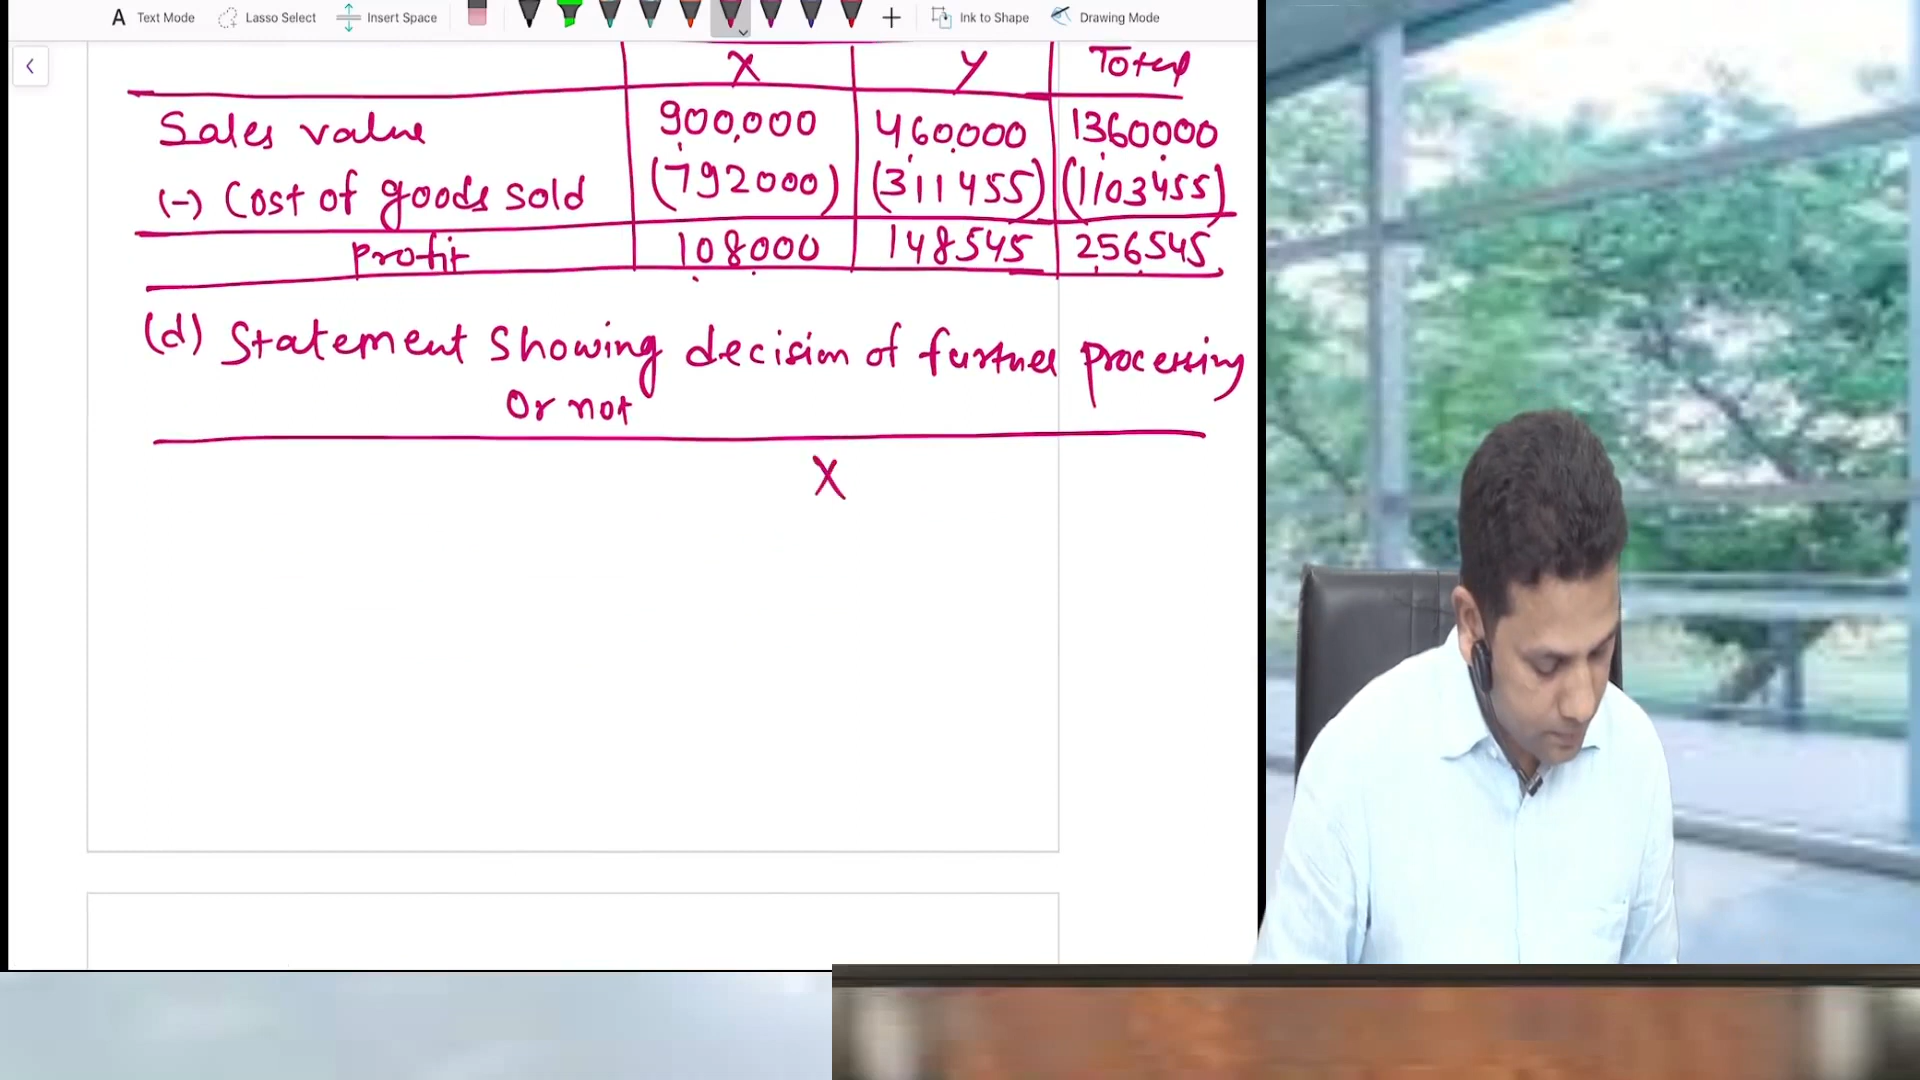 A Text Mode Lasso Select Insert Space + Ink to Shape Drawing Mode
X Y Total
Sales value 900,000 460000 1360000
(-) Cost of goods sold (792000) (311455) (1103455)
Profit 108000 148545 256545
(d) Statement Showing decision of further processing
Or not
X